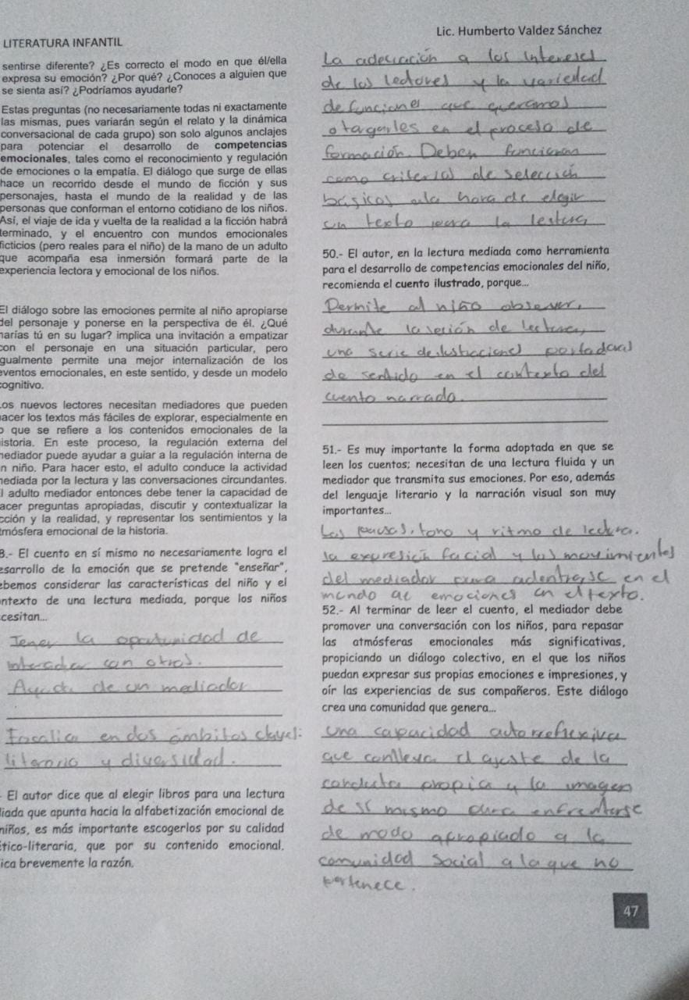 LITERATURA INFANTIL
Lic. Humberto Valdez Sánchez
sentirse diferente? ¿Es correcto el modo en que él/ella
expresa su emoción? ¿Por qué? ¿Conoces a alguien que
se sienta así? ¿Podríamos ayudarle?
Estas preguntas (no necesariamente todas ni exactamente
las mismas, pues variarán según el relato y la dinámica
conversacional de cada grupo) son solo algunos anclajes
para potenciar el desarrollo de competencias
emocionales, tales como el reconocimiento y regulación
de emociones o la empatía. El diálogo que surge de ellas
hace un recorrido desde el mundo de ficción y sus
personajes, hasta el mundo de la realidad y de las
personas que conforman el entorno cotidiano de los niños.
Así, el viaje de ida y vuelta de la realidad a la ficción habrá
terminado, y el encuentro con mundos emocionales
ficticios (pero reales para el niño) de la mano de un adulto
que acompaña esa inmersión formará parte de la
experiencia lectora y emocional de los niños.
El diálogo sobre las emociones permite al niño apropiarse
del personaje y ponerse en la perspectiva de él. ¿Qué
harías tú en su lugar? implica una invitación a empatizar
con el personaje en una situación particular, pero
gualmente permite una mejor internalización de los
eventos emocionales, en este sentido, y desde un modelo
cognitivo.
Los nuevos lectores necesitan mediadores que pueden
hacer los textos más fáciles de explorar, especialmente en
o que se refiere a los contenidos emocionales de la
istoria. En este proceso, la regulación externa del
mediador puede ayudar a guiar a la regulación interna de
n niño. Para hacer esto, el adulto conduce la actividad
mediada por la lectura y las conversaciones circundantes.
l adulto mediador entonces debe tener la capacidad de
acer preguntas apropiadas, discutir y contextualizar la
cción y la realidad, y representar los sentimientos y la
tmósfera emocional de la historia.
8.- El cuento en sí mismo no necesariamente logra el
esarrollo de la emoción que se pretende "enseñar",
ebemos considerar las características del niño y el
ntexto de una lectura mediada, porque los niños
cesitan...
Tener la oportunidad de
interactuar con otros.
Ayuda de un mediador
Focaliza en dos ámbitos claves:
literario y diversidad.
.- El autor dice que al elegir libros para una lectura
diada que apunta hacia la alfabetización emocional de
niños, es más importante escogerlos por su calidad
ético-literaria, que por su contenido emocional.
ica brevemente la razón.
La adecuación a los intereses
de los lectores y la variedad
de funciones que queramos
otorgarles en el proceso de
formación. Deben funcionar
como criterios de selección
básicos a la hora de elegir
un texto para la lectura
50.- El autor, en la lectura mediada como herramienta
para el desarrollo de competencias emocionales del niño,
recomienda el cuento ilustrado, porque...
Permite al niño observar,
durante la sesión de lectura,
una serie de ilustraciones portadoras
de sentido en el contexto del
cuento narrado.
51.- Es muy importante la forma adoptada en que se
leen los cuentos; necesitan de una lectura fluida y un
mediador que transmita sus emociones. Por eso, además
del lenguaje literario y la narración visual son muy
importantes...
Las pausas, tono y ritmo de lectura.
la expresión facial y los movimientos
del mediador para adentrarse en el
mundo de emociones en el texto.
52.- Al terminar de leer el cuento, el mediador debe
promover una conversación con los niños, para repasar
las atmósferas emocionales más significativas,
propiciando un diálogo colectivo, en el que los niños
puedan expresar sus propias emociones e impresiones, y
oír las experiencias de sus compañeros. Este diálogo
crea una comunidad que genera...
una capacidad autorreflexiva
que conlleva el ajuste de la
conducta propia y la imagen
de sí mismo para enfrentarse
de modo apropiado a la
comunidad social a la que no
pertenece.
47